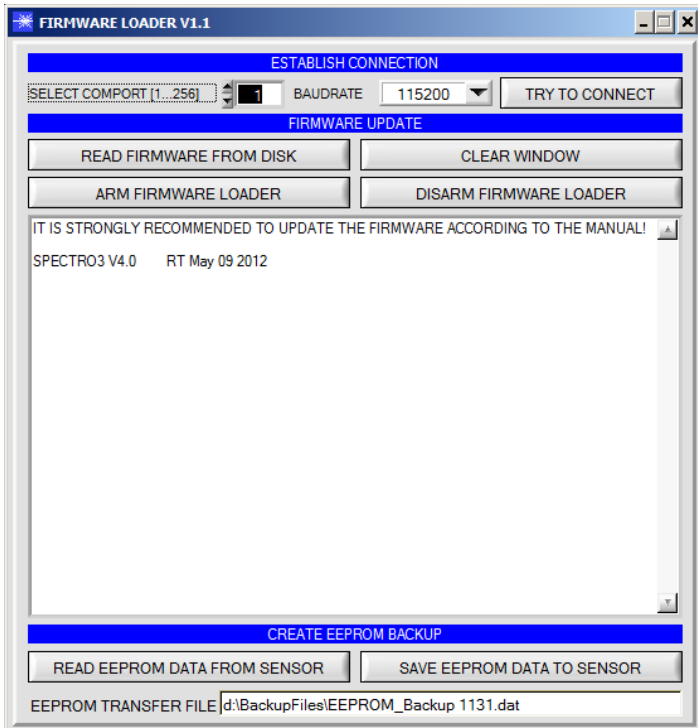 FIRMWARE LOADER V1.1
ESTABLISH CONNECTION
SELECT COMPORT [1...256] 1 BAUDRATE 115200 TRY TO CONNECT
FIRMWARE UPDATE
READ FIRMWARE FROM DISK CLEAR WINDOW
ARM FIRMWARE LOADER DISARM FIRMWARE LOADER
IT IS STRONGLY RECOMMENDED TO UPDATE THE FIRMWARE ACCORDING TO THE MANUAL!
SPECTRO3 V4.0 RT May 09 2012
CREATE EEPROM BACKUP
READ EEPROM DATA FROM SENSOR SAVE EEPROM DATA TO SENSOR
EEPROM TRANSFER FILE d:\BackupFiles\EEPROM_Backup 1131.dat